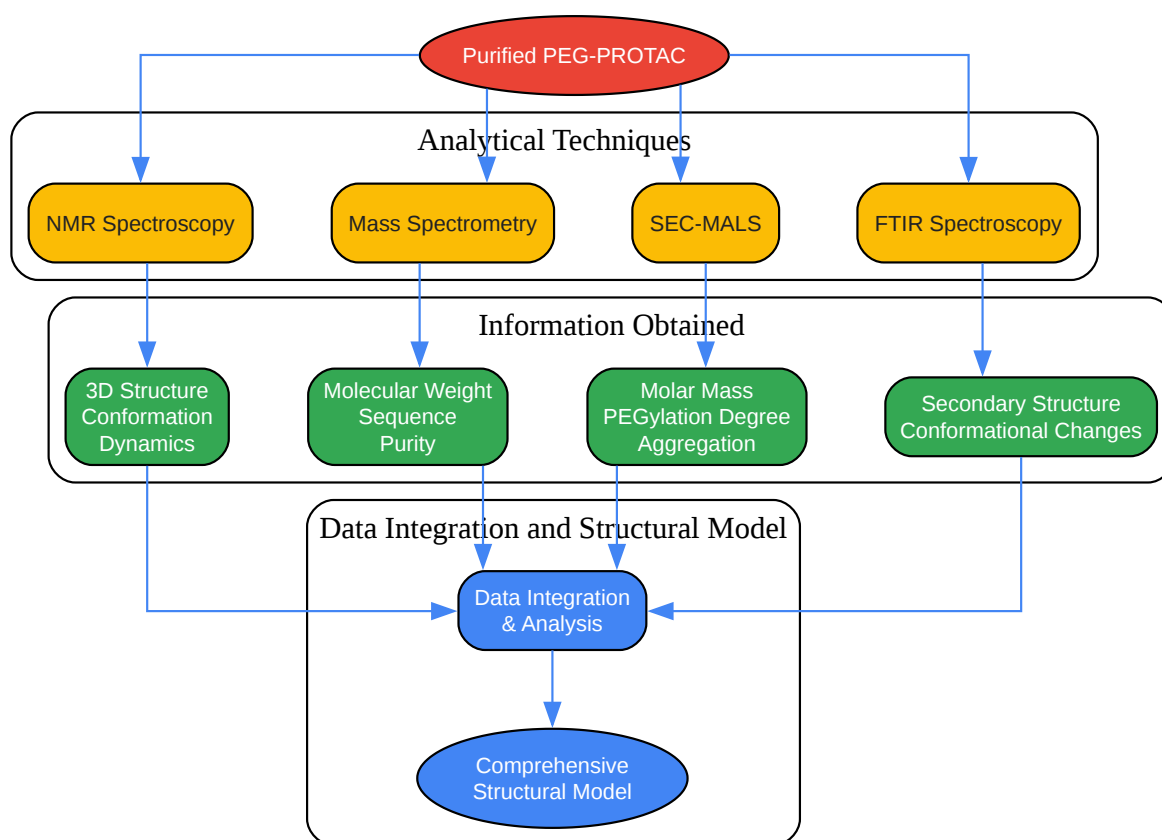 Purified PEG-PROTAC
Analytical Techniques
NMR Spectroscopy
Mass Spectrometry
SEC-MALS
FTIR Spectroscopy
Information Obtained
3D Structure
Conformation
Dynamics
Molecular Weight
Sequence
Purity
Molar Mass
PEGylation Degree
Aggregation
Secondary Structure
Conformational Changes
Data Integration and Structural Model
Data Integration
& Analysis
Comprehensive
Structural Model